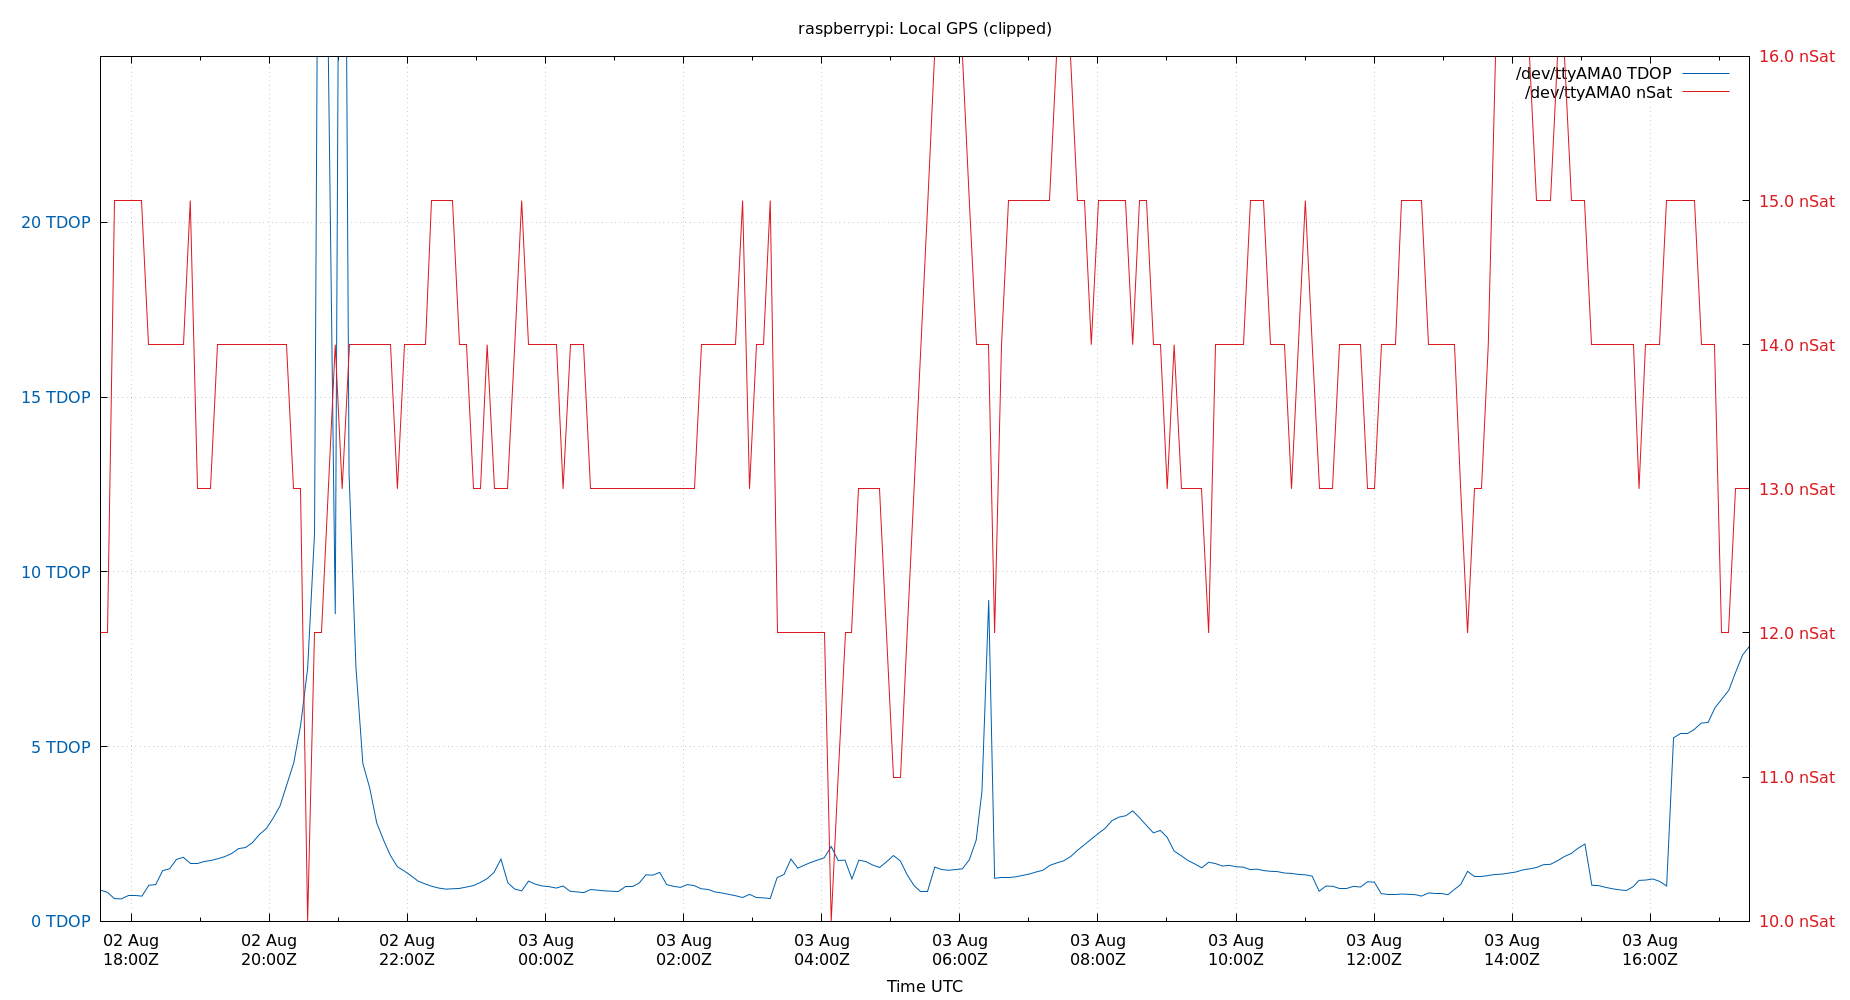 raspberrypi: Local GPS (clipped)
16.0 nSat
/dev/ttyAMA0 TDOP
/dev/ttyAMA0 nSat
20 TDOP
15.0 nSat
15 TDOP
14.0 nSat
13.0 nSat
10 TDOP
12.0 nSat
5 TDOP
11.0 nSat
0 TDOP
10.0 nSat
02 Aug 02 Aug 02 Aug 03 Aug 03 Aug 03 Aug 03 Aug 03 Aug 03 Aug 03 Aug 03 Aug 03 Aug
18:00Z 20:00Z 22:00Z 00:00Z 02:00Z 04:00Z 06:00Z 08:00Z 10:00Z 12:00Z 14:00Z 16:00Z
Time UTC